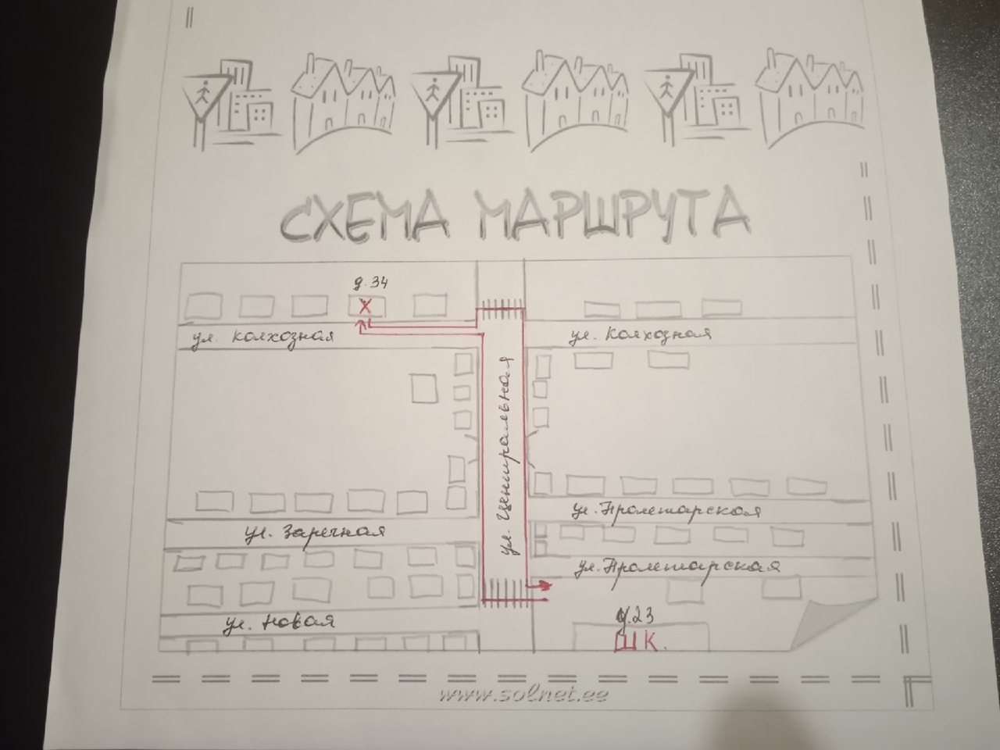 СХЕМА МАРШРУТА
д. 34
ул. Колхозная
ул. Колхозная
ул. Центральная
ул. Пролетарская
ул. Заречная
ул. Пролетарская
д. 23
ул. Новая
ШК.
www.solnet.ee